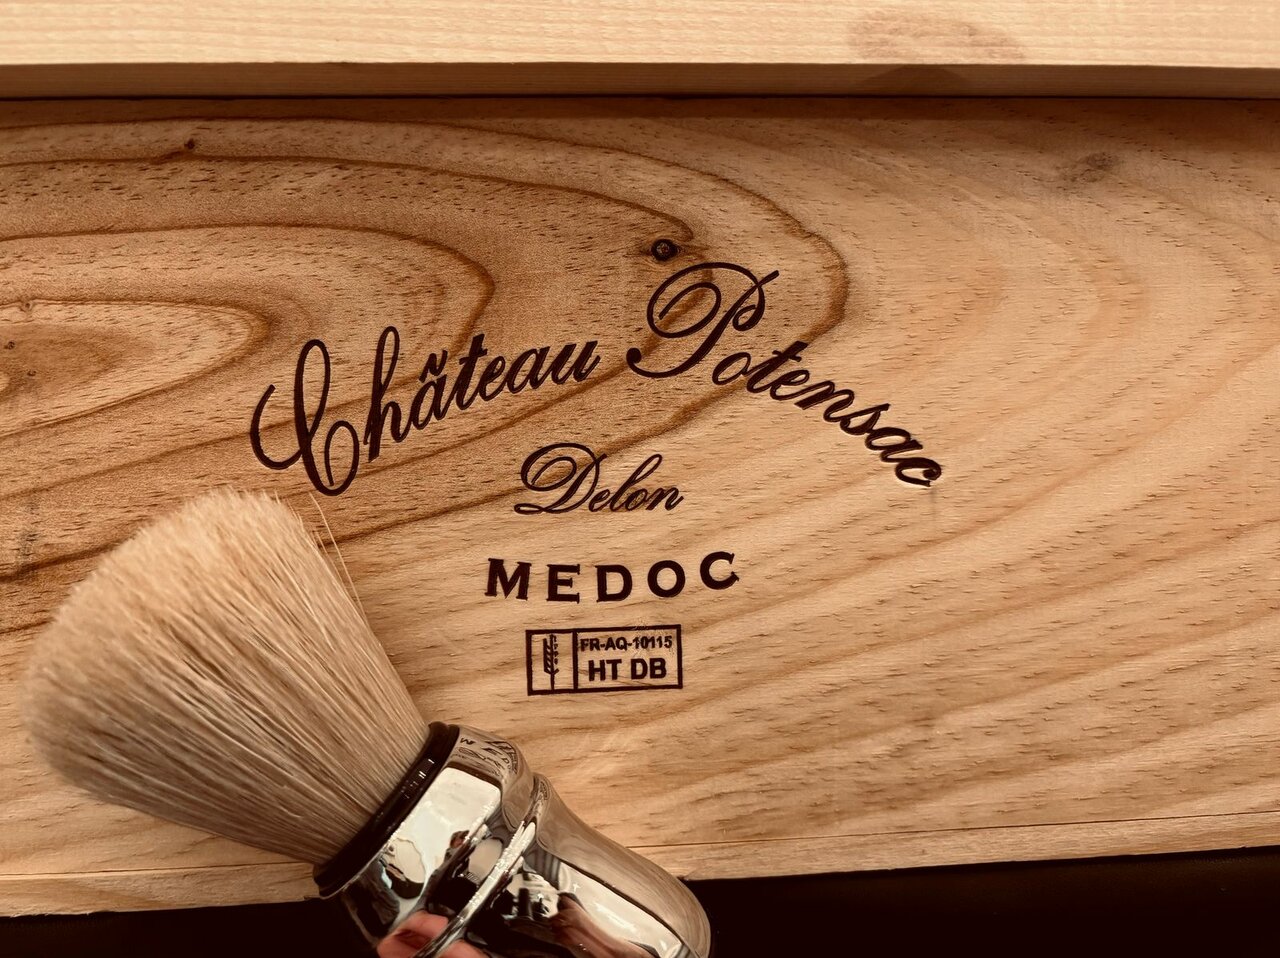 Château Potensac
Delon
MEDOC
FR-AQ-10115
HT DB